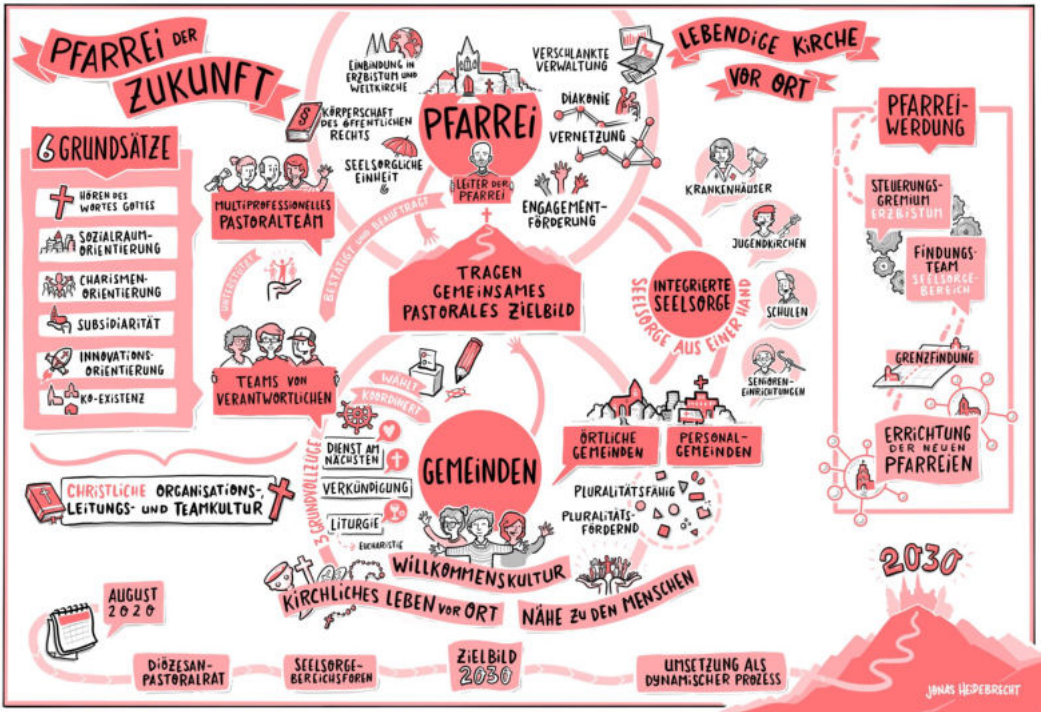 PFARREI DER
ZUKUNFT
LEBENDIGE KIRCHE
VOR ORT
6 GRUNDSÄTZE
HÖREN DES
WORTES GOTTES
SOZIALRAUM-
ORIENTIERUNG
CHARISMEN-
ORIENTIERUNG
SUBSIDIARITÄT
INNOVATIONS-
ORIENTIERUNG
KO-EXISTENZ
CHRISTLICHE ORGANISATIONS-,
LEITUNGS- UND TEAMKULTUR
EINBINDUNG IN
ERZBISTUM UND
WELTKIRCHE
§
KÖRPERSCHAFT
DES ÖFFENTLICHEN
RECHTS
SEELSORGLICHE
EINHEIT
PFARREI
LEITER DER
PFARREI
VERSCHLANKTE
VERWALTUNG
DIAKONIE
VERNETZUNG
ENGAGEMENT-
FÖRDERUNG
MULTIPROFESSIONELLES
PASTORALTEAM
UNTERSTÜTZT
BESTÄTIGT UND BEAUFTRAGT
TEAMS VON
VERANTWORTLICHEN
TRAGEN
GEMEINSAMES
PASTORALES ZIELBILD
INTEGRIERTE
SEELSORGE
SEELSORGE AUS EINER HAND
KRANKENHÄUSER
JUGENDKIRCHEN
SCHULEN
SENIOREN-
EINRICHTUNGEN
WÄHLT
KOORDINIERT
3 GRUNDVOLLZÜGE
DIENST AM
NÄCHSTEN
VERKÜNDIGUNG
LITURGIE
EUCHARISTIE
GEMEINDEN
ÖRTLICHE
GEMEINDEN
PERSONAL-
GEMEINDEN
PLURALITÄTSFÄHIG
PLURALITÄTS-
FÖRDERND
WILLKOMMENSKULTUR
KIRCHLICHES LEBEN VOR ORT
NÄHE ZU DEN MENSCHEN
PFARREI-
WERDUNG
STEUERUNGS-
GREMIUM
ERZBISTUM
FINDUNGS-
TEAM
SEELSORGE-
BEREICH
GRENZFINDUNG
ERRICHTUNG
DER NEUEN
PFARREIEN
AUGUST
2020
DIÖZESAN-
PASTORALRAT
SEELSORGE-
BEREICHSFOREN
ZIELBILD
2030
UMSETZUNG ALS
DYNAMISCHER PROZESS
2030
JONAS HEIDEBRECHT